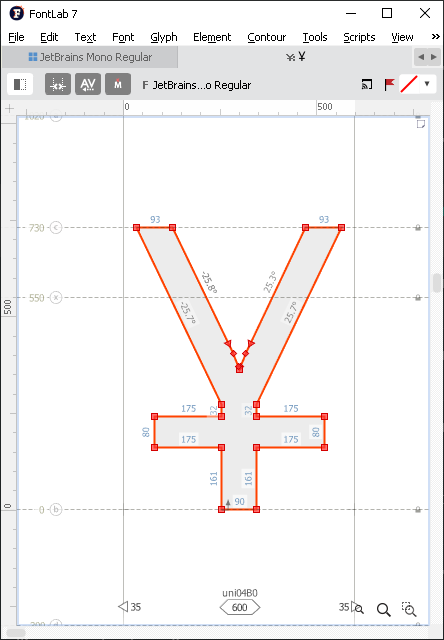 FontLab 7
File Edit Text Font Glyph Element Contour Tools Scripts View »
JetBrains Mono Regular ұ Ұ
F JetBrains...o Regular
0 500
1020 c
93 93
730 c
-25,8° 25,3°
550 x
-25,7° 25,7°
500
32 32
175 175
80 80
175 175
161 161
90
0 0 b
uni04B0
35 600 35